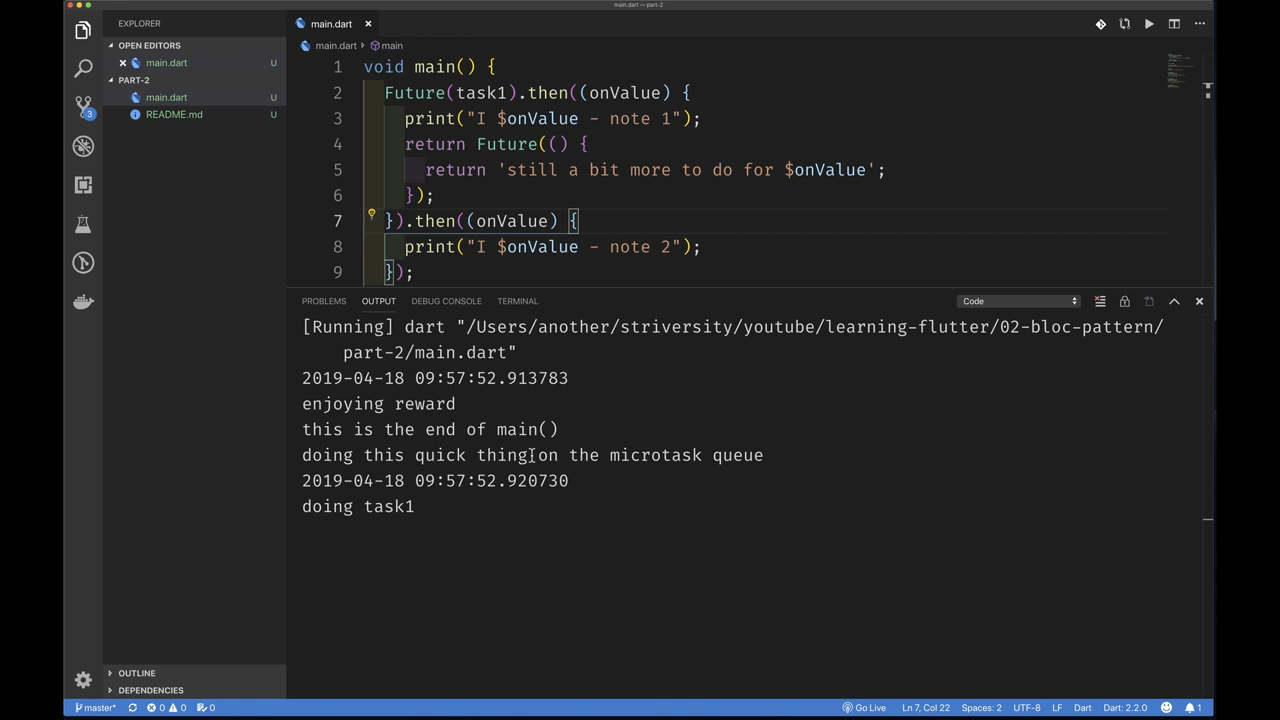 main.dart — part-2
EXPLORER
OPEN EDITORS
main.dart U
PART-2
main.dart U
README.md U
3
OUTLINE
DEPENDENCIES
main.dart
main.dart main
1 void main() {
2 Future(task1).then((onValue) {
3 print("I $onValue - note 1");
4 return Future(() {
5 return 'still a bit more to do for $onValue';
6 });
7 }).then((onValue) {
8 print("I $onValue - note 2");
9 });
PROBLEMS OUTPUT DEBUG CONSOLE TERMINAL Code
[Running] dart "/Users/another/striversity/youtube/learning-flutter/02-bloc-pattern/
part-2/main.dart"
2019-04-18 09:57:52.913783
enjoying reward
this is the end of main()
doing this quick thing on the microtask queue
2019-04-18 09:57:52.920730
doing task1
master* 0 0 0 Go Live Ln 7, Col 22 Spaces: 2 UTF-8 LF Dart Dart: 2.2.0 1